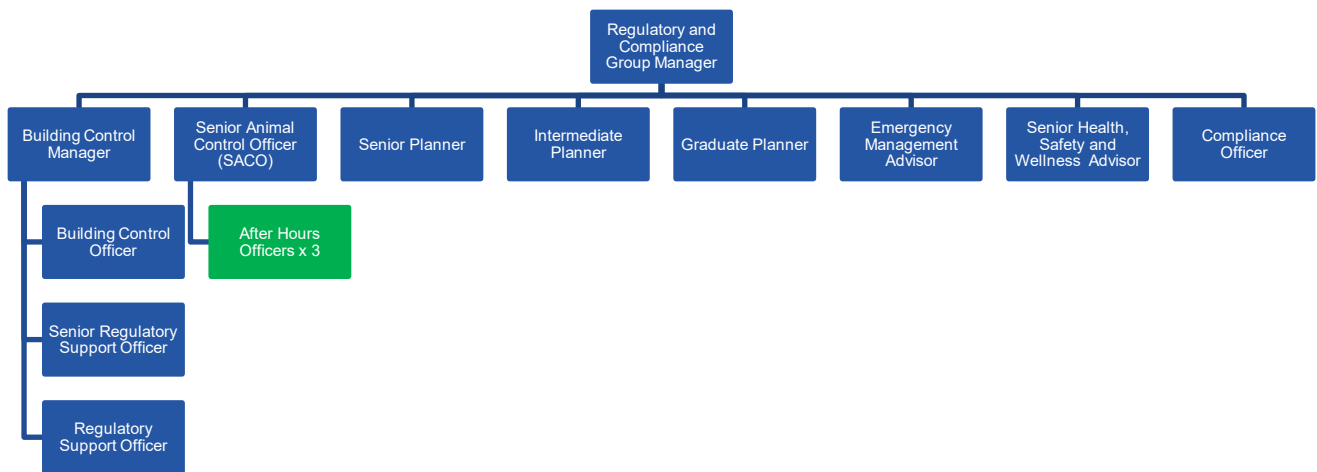 Regulatory and
Compliance
Group Manager
Building Control
Manager
Senior Animal
Control Officer
(SACO)
Senior Planner
Intermediate
Planner
Graduate Planner
Emergency
Management
Advisor
Senior Health,
Safety and
Wellness Advisor
Compliance
Officer
Building Control
Officer
After Hours
Officers x 3
Senior Regulatory
Support Officer
Regulatory
Support Officer